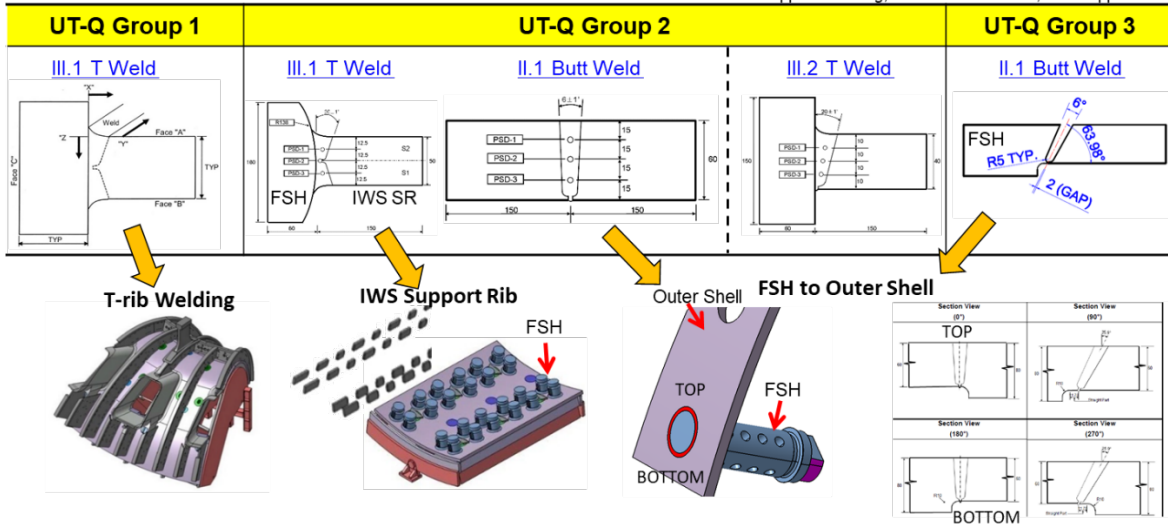 UT-Q Group 1
UT-Q Group 2
UT-Q Group 3
III.1 T Weld
III.1 T Weld
II.1 Butt Weld
III.2 T Weld
II.1 Butt Weld
"X"
Weld
"Z
"Y"
Face "A"
Face "B"
Face "C"
TYP
TYP
PSD-1
PSD-2
PSD-3
12.5
12.5
12.5
12.5
S2
S1
50
180
FSH
IWS SR
60
150
6±1°
PSD-1
PSD-2
PSD-3
15
15
15
15
60
150
150
20±1°
PSD-1
PSD-2
PSD-3
10
10
10
10
40
150
60
150
FSH
6°
63.98°
R5 TYP.
2 (GAP)
T-rib Welding
IWS Support Rib
FSH
Outer Shell
TOP
BOTTOM
FSH
FSH to Outer Shell
Section View
(0°)
Section View
(90°)
TOP
Section View
(180°)
Section View
(270°)
BOTTOM